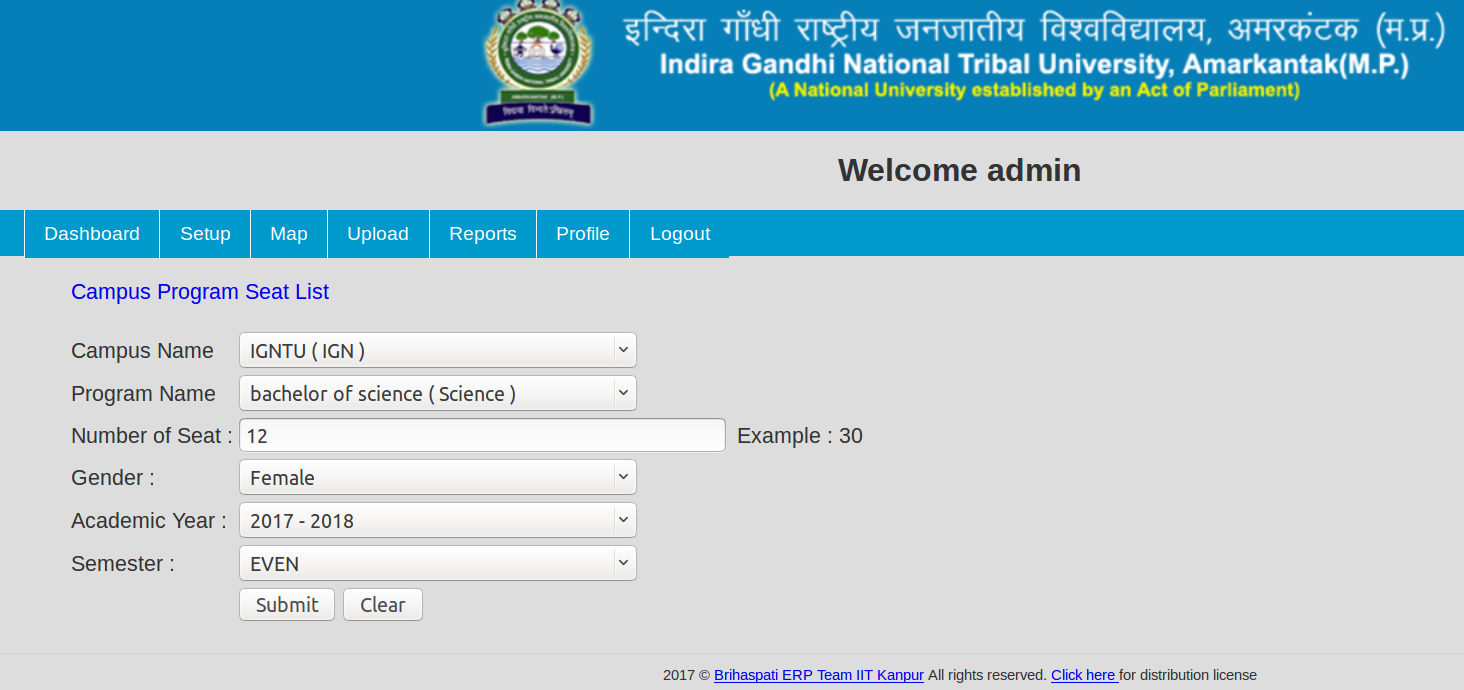 इन्दिरा गाँधी राष्ट्रीय जनजातीय विश्वविद्यालय, अमरकंटक (म.प्र.)
Indira Gandhi National Tribal University, Amarkantak(M.P.)
(A National University established by an Act of Parliament)
Welcome admin
Dashboard Setup Map Upload Reports Profile Logout
Campus Program Seat List
Campus Name IGNTU ( IGN )
Program Name bachelor of science ( Science )
Number of Seat : 12 Example : 30
Gender : Female
Academic Year : 2017 - 2018
Semester : EVEN
Submit Clear
2017 © Brihaspati ERP Team IIT Kanpur All rights reserved. Click here for distribution license